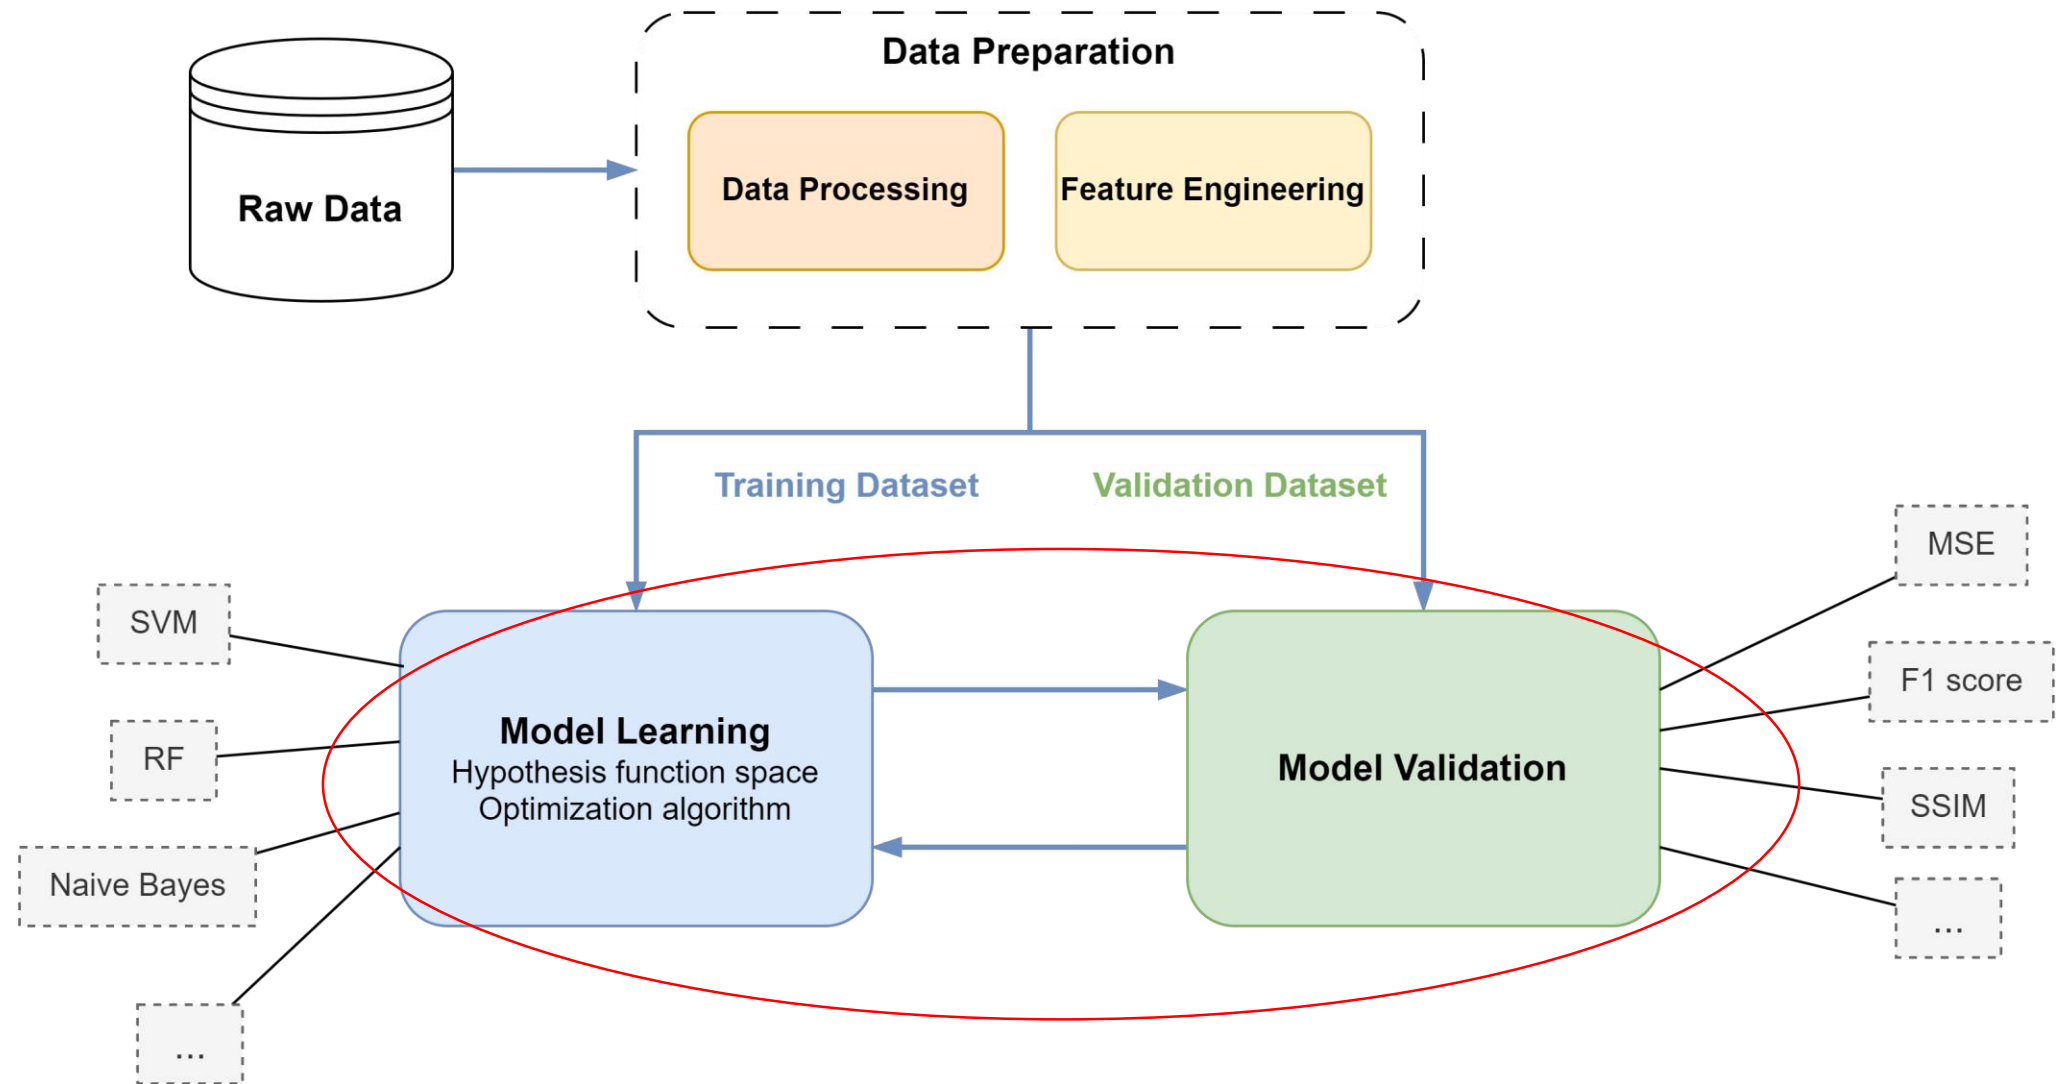 Data Preparation
Raw Data
Data Processing
Feature Engineering
Training Dataset
Validation Dataset
SVM
RF
Naive Bayes
...
Model Learning
Hypothesis function space
Optimization algorithm
Model Validation
MSE
F1 score
SSIM
...